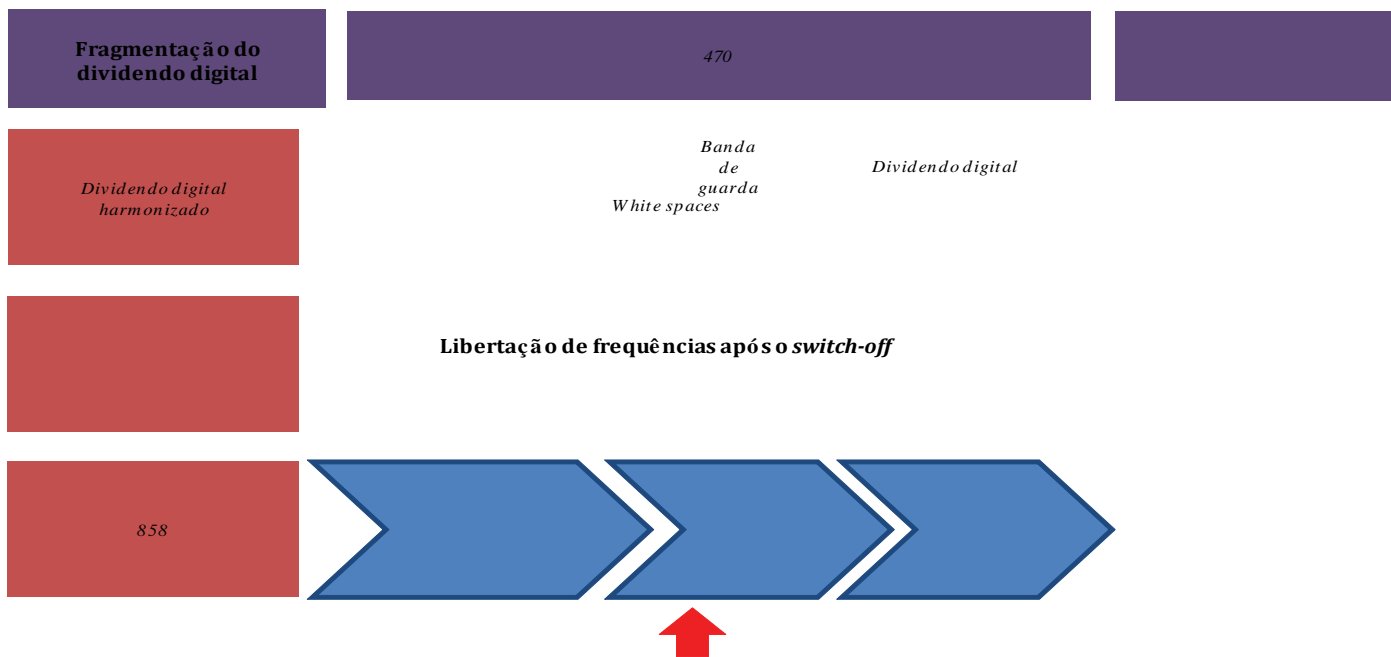 Fragmentação do
dividendo digital
470
Dividendo digital
harmonizado
Banda
de
guarda
White spaces
Dividendo digital
Libertação de frequências após o switch-off
858